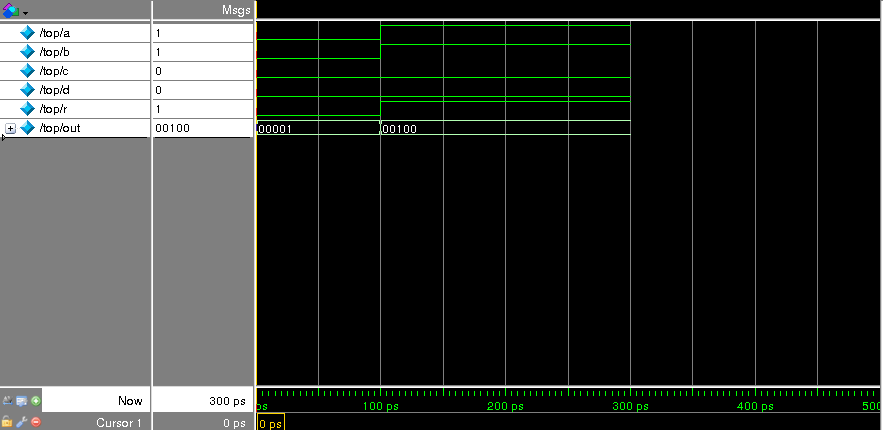 Msgs
/top/a 1
/top/b 1
/top/c 0
/top/d 0
/top/r 1
/top/out 00100 00001 00100
Now 300 ps ps 100 ps 200 ps 300 ps 400 ps 500
Cursor 1 0 ps 0 ps